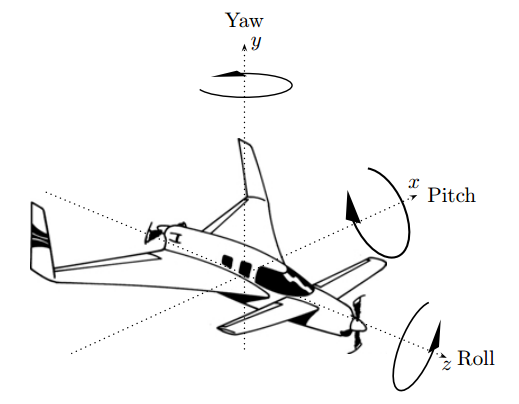 Yaw
y
x Pitch
z Roll